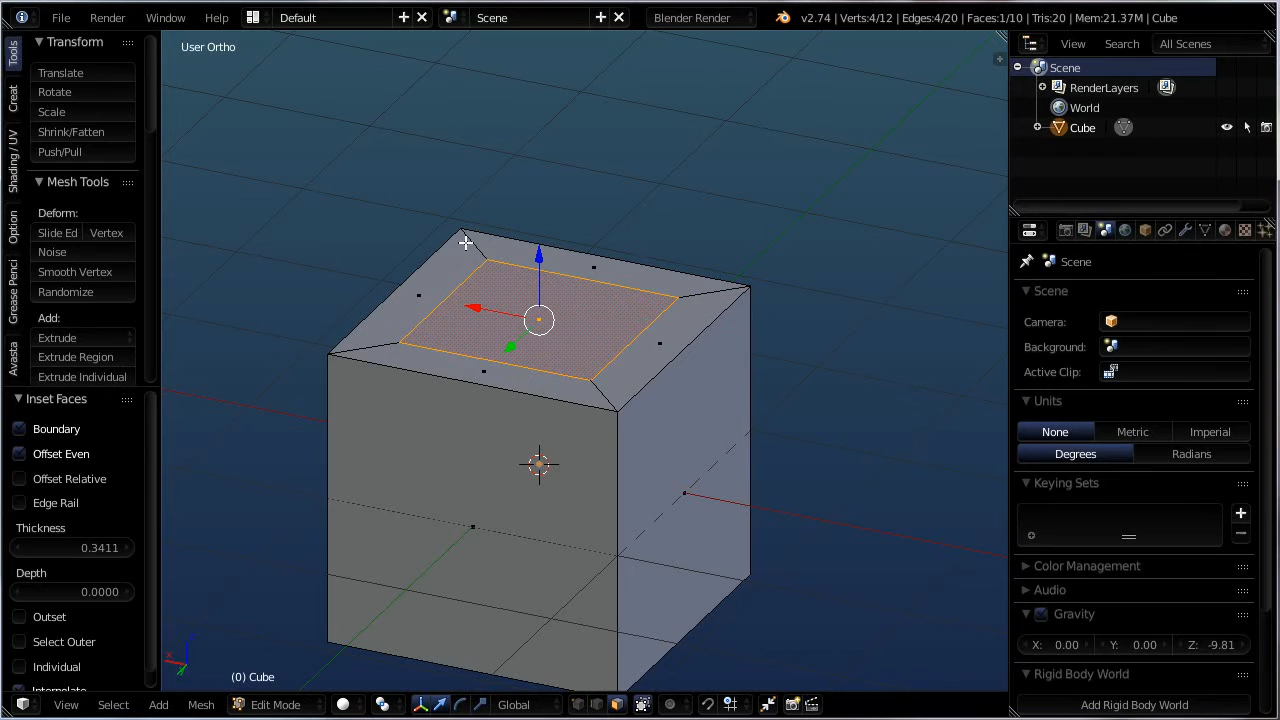 File Render Window Help Default Scene Blender Render v2.74 | Verts:4/12 | Edges:4/20 | Faces:1/10 | Tris:20 | Mem:21.37M | Cube
Tools
Creat
Shading / UV
Option
Grease Penci
Avasta
Transform
Translate
Rotate
Scale
Shrink/Fatten
Push/Pull
Mesh Tools
Deform:
Slide Ed Vertex
Noise
Smooth Vertex
Randomize
Add:
Extrude
Extrude Region
Extrude Individual
Inset Faces
Boundary
Offset Even
Offset Relative
Edge Rail
Thickness
0.3411
Depth
0.0000
Outset
Select Outer
Individual
Interpolate
User Ortho
(0) Cube
View Select Add Mesh Edit Mode Global
View Search All Scenes
Scene
RenderLayers
World
Cube
Scene
Scene
Camera:
Background:
Active Clip:
Units
None Metric Imperial
Degrees Radians
Keying Sets
Color Management
Audio
Gravity
X: 0.00 Y: 0.00 Z: -9.81
Rigid Body World
Add Rigid Body World